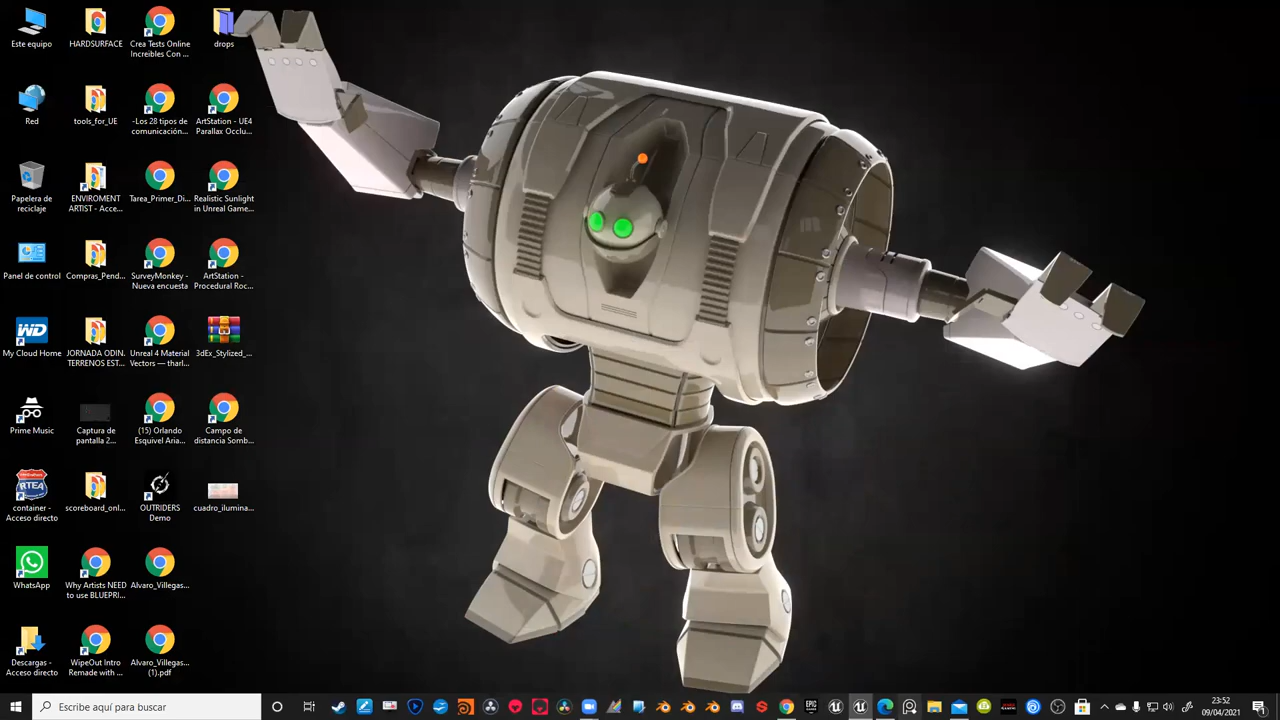 Este equipo
HARDSURFACE
Crea Tests Online
Increibles Con ...
drops
Red
tools_for_UE
-Los 28 tipos de
comunicación...
ArtStation - UE4
Parallax Occlu...
Papelera de
reciclaje
ENVIROMENT
ARTIST - Acce...
Tarea_Primer_Di...
Realistic Sunlight
in Unreal Game...
Panel de control
Compras_Pend...
SurveyMonkey -
Nueva encuesta
ArtStation -
Procedural Roc...
WD
My Cloud Home
JORNADA ODIN.
TERRENOS EST...
Unreal 4 Material
Vectors — tharl...
3dEx_Stylized_...
Prime Music
Captura de
pantalla 2...
(15) Orlando
Esquivel Aria...
Campo de
distancia Somb...
RTEA
container -
Acceso directo
scoreboard_onl...
OUTRIDERS
Demo
cuadro_ilumina...
WhatsApp
Why Artists NEED
to use BLUEPRI...
Alvaro_Villegas...
Descargas -
Acceso directo
WipeOut Intro
Remade with ...
Alvaro_Villegas...
(1).pdf
Escribe aquí para buscar
23:52
09/04/2021